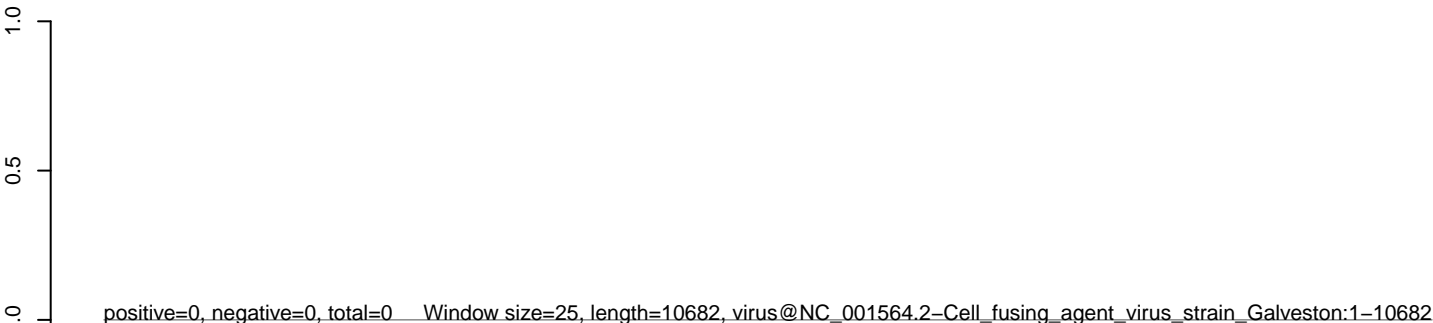 1.0
0.5
.0
positive=0, negative=0, total=0 Window size=25, length=10682, virus@NC_001564.2−Cell_fusing_agent_virus_strain_Galveston:1−10682